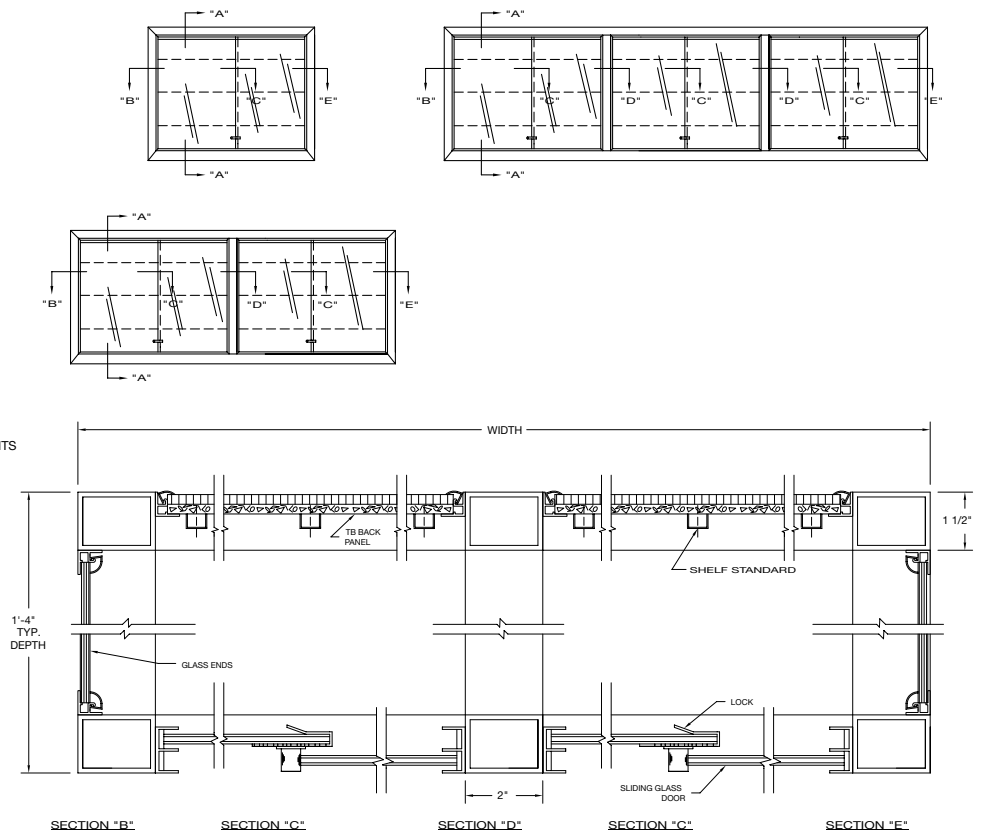 "A" "A"
"B" "C" "E" "B" "C" "D" "C" "D" "C" "E"
"A" "A"
"A"
"B" "C" "D" "C" "E"
"A"
ITS
WIDTH
1 1/2"
TB BACK
PANEL
SHELF STANDARD
1'-4"
TYP.
DEPTH
GLASS ENDS
LOCK
SLIDING GLASS
DOOR
2"
SECTION "B" SECTION "C" SECTION "D" SECTION "C" SECTION "E"